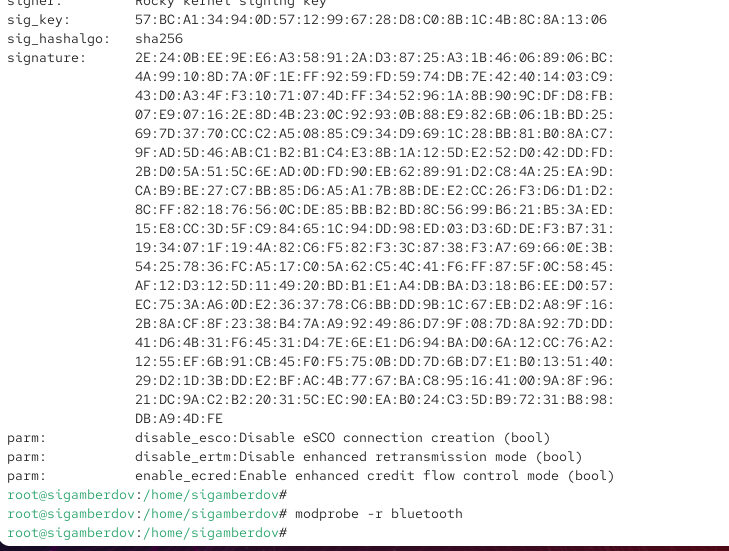 signer: Rocky kernel signing key
sig_key: 57:BC:A1:34:94:0D:57:12:99:67:28:D8:C0:8B:1C:4B:8C:8A:13:06
sig_hashalgo: sha256
signature: 2E:24:0B:EE:9E:E6:A3:58:91:2A:D3:87:25:A3:1B:46:06:89:06:BC:
4A:99:10:8D:7A:0F:1E:FF:92:59:FD:59:74:DB:7E:42:40:14:03:C9:
43:D0:A3:4F:F3:10:71:07:4D:FF:34:52:96:1A:8B:90:9C:DF:D8:FB:
07:E9:07:16:2E:8D:4B:23:0C:92:93:0B:88:E9:82:6B:06:1B:BD:25:
69:7D:37:70:CC:C2:A5:08:85:C9:34:D9:69:1C:28:BB:81:B0:8A:C7:
9F:AD:5D:46:AB:C1:B2:B1:C4:E3:8B:1A:12:5D:E2:52:D0:42:DD:FD:
2B:D0:5A:51:5C:6E:AD:0D:FD:90:EB:62:89:91:D2:C8:4A:25:EA:9D:
CA:B9:BE:27:C7:BB:85:D6:A5:A1:7B:8B:DE:E2:CC:26:F3:D6:D1:D2:
8C:FF:82:18:76:56:0C:DE:85:BB:B2:BD:8C:56:99:B6:21:B5:3A:ED:
15:E8:CC:3D:5F:C9:84:65:1C:94:DD:98:ED:03:D3:6D:DE:F3:B7:31:
19:34:07:1F:19:4A:82:C6:F5:82:F3:3C:87:38:F3:A7:69:66:0E:3B:
54:25:78:36:FC:A5:17:C0:5A:62:C5:4C:41:F6:FF:87:5F:0C:58:45:
AF:12:D3:12:5D:11:49:20:BD:B1:E1:A4:DB:BA:D3:18:B6:EE:D0:57:
EC:75:3A:A6:0D:E2:36:37:78:C6:BB:DD:9B:1C:67:EB:D2:A8:9F:16:
2B:8A:CF:8F:23:38:B4:7A:A9:92:49:86:D7:9F:08:7D:8A:92:7D:DD:
41:D6:4B:31:F6:45:31:D4:7E:6E:E1:D6:94:BA:D0:6A:12:CC:76:A2:
12:55:EF:6B:91:CB:45:F0:F5:75:0B:DD:7D:6B:D7:E1:B0:13:51:40:
29:D2:1D:3B:DD:E2:BF:AC:4B:77:67:BA:C8:95:16:41:00:9A:8F:96:
21:DC:9A:C2:B2:20:31:5C:EC:90:EA:B0:24:C3:5D:B9:72:31:B8:98:
DB:A9:4D:FE
parm: disable_esco:Disable eSCO connection creation (bool)
parm: disable_ertm:Disable enhanced retransmission mode (bool)
parm: enable_ecred:Enable enhanced credit flow control mode (bool)
root@sigamberdov:/home/sigamberdov#
root@sigamberdov:/home/sigamberdov# modprobe -r bluetooth
root@sigamberdov:/home/sigamberdov#